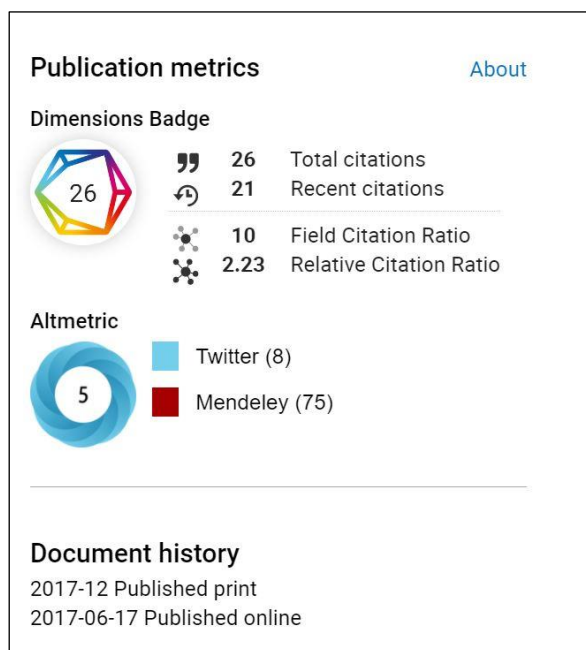 Publication metrics About
Dimensions Badge
26
26 Total citations
21 Recent citations
10 Field Citation Ratio
2.23 Relative Citation Ratio
Altmetric
5
Twitter (8)
Mendeley (75)
Document history
2017-12 Published print
2017-06-17 Published online